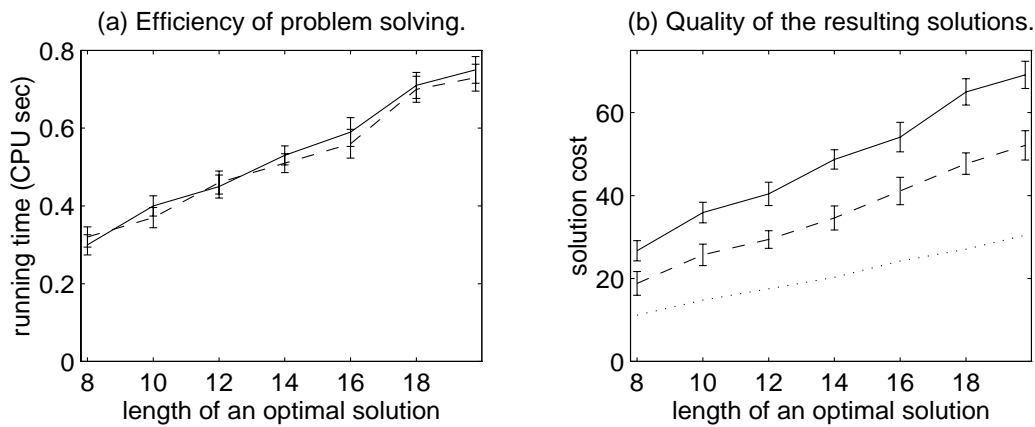 (a) Efficiency of problem solving.
running time (CPU sec)
0.8
0.6
0.4
0.2
0
8 10 12 14 16 18
length of an optimal solution
(b) Quality of the resulting solutions.
solution cost
60
40
20
0
8 10 12 14 16 18
length of an optimal solution